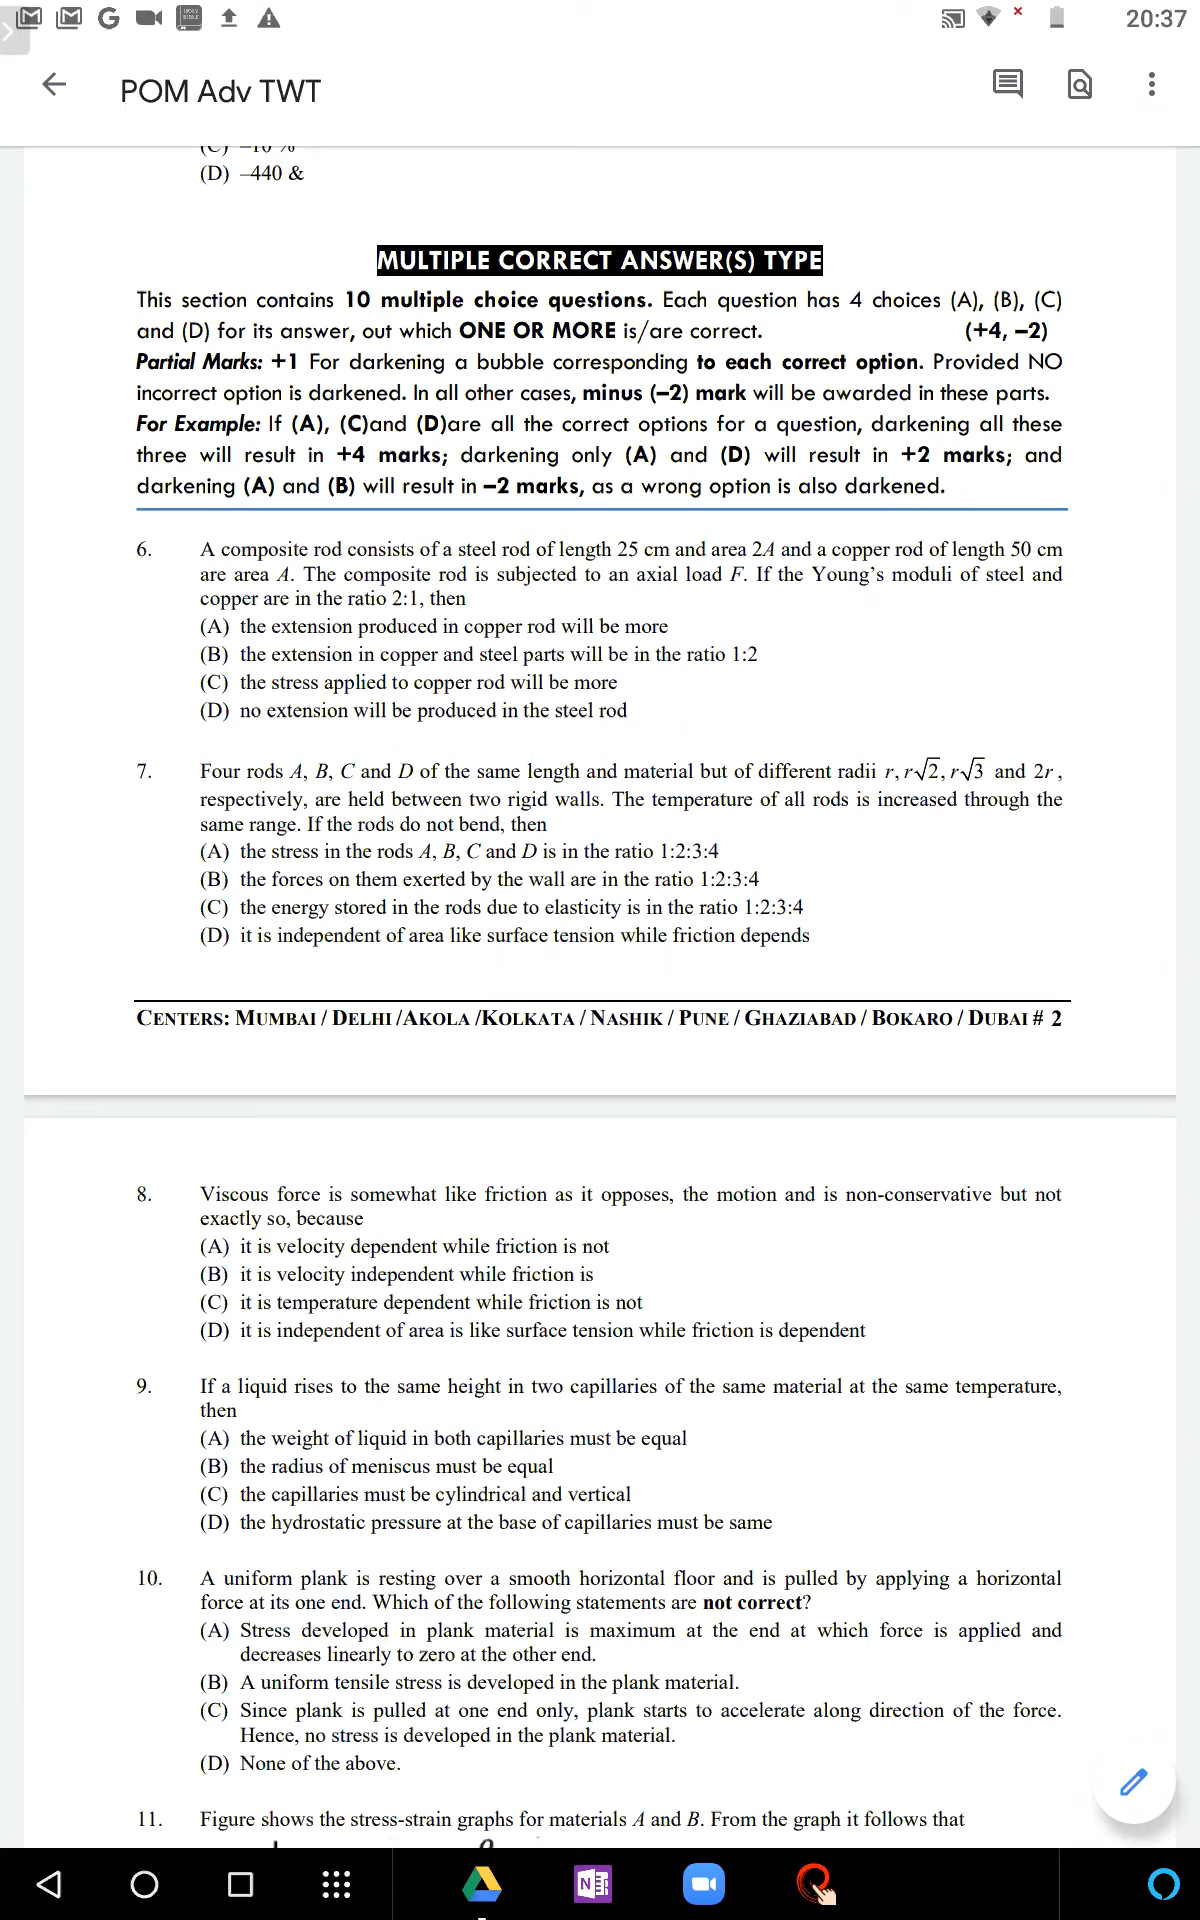 20:37
POM Adv TWT
(C) –10 %
(D) –440 &
MULTIPLE CORRECT ANSWER(S) TYPE
This section contains 10 multiple choice questions. Each question has 4 choices (A), (B), (C)
and (D) for its answer, out which ONE OR MORE is/are correct. (+4, –2)
Partial Marks: +1 For darkening a bubble corresponding to each correct option. Provided NO
incorrect option is darkened. In all other cases, minus (–2) mark will be awarded in these parts.
For Example: If (A), (C)and (D)are all the correct options for a question, darkening all these
three will result in +4 marks; darkening only (A) and (D) will result in +2 marks; and
darkening (A) and (B) will result in –2 marks, as a wrong option is also darkened.
6. A composite rod consists of a steel rod of length 25 cm and area 2A and a copper rod of length 50 cm
are area A. The composite rod is subjected to an axial load F. If the Young's moduli of steel and
copper are in the ratio 2:1, then
(A) the extension produced in copper rod will be more
(B) the extension in copper and steel parts will be in the ratio 1:2
(C) the stress applied to copper rod will be more
(D) no extension will be produced in the steel rod
7. Four rods A, B, C and D of the same length and material but of different radii r, r√2, r√3 and 2r,
respectively, are held between two rigid walls. The temperature of all rods is increased through the
same range. If the rods do not bend, then
(A) the stress in the rods A, B, C and D is in the ratio 1:2:3:4
(B) the forces on them exerted by the wall are in the ratio 1:2:3:4
(C) the energy stored in the rods due to elasticity is in the ratio 1:2:3:4
(D) it is independent of area like surface tension while friction depends
CENTERS: MUMBAI / DELHI /AKOLA /KOLKATA / NASHIK / PUNE / GHAZIABAD / BOKARO / DUBAI # 2
8. Viscous force is somewhat like friction as it opposes, the motion and is non-conservative but not
exactly so, because
(A) it is velocity dependent while friction is not
(B) it is velocity independent while friction is
(C) it is temperature dependent while friction is not
(D) it is independent of area is like surface tension while friction is dependent
9. If a liquid rises to the same height in two capillaries of the same material at the same temperature,
then
(A) the weight of liquid in both capillaries must be equal
(B) the radius of meniscus must be equal
(C) the capillaries must be cylindrical and vertical
(D) the hydrostatic pressure at the base of capillaries must be same
10. A uniform plank is resting over a smooth horizontal floor and is pulled by applying a horizontal
force at its one end. Which of the following statements are not correct?
(A) Stress developed in plank material is maximum at the end at which force is applied and
decreases linearly to zero at the other end.
(B) A uniform tensile stress is developed in the plank material.
(C) Since plank is pulled at one end only, plank starts to accelerate along direction of the force.
Hence, no stress is developed in the plank material.
(D) None of the above.
11. Figure shows the stress-strain graphs for materials A and B. From the graph it follows that